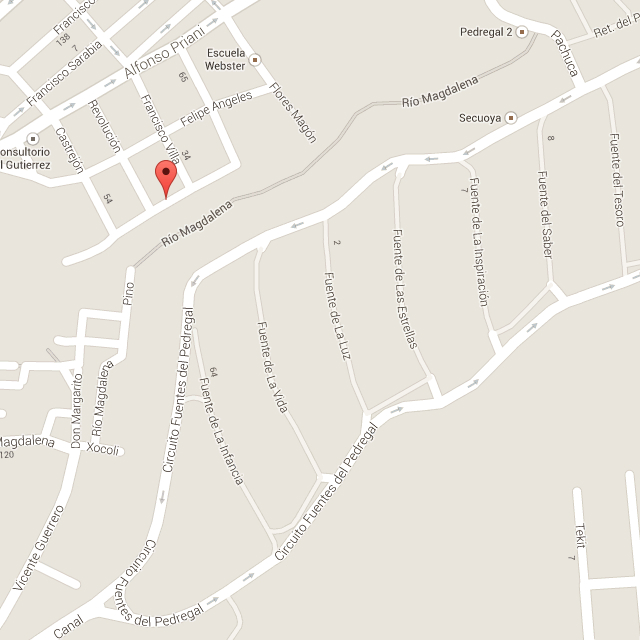 Francisco
138
7
Francisco Sarabia
Alfonso Priani
65
Escuela
Webster
Pedregal 2
Pachuca
Ret. del P
Revolución
Castrejón
Francisco Villa
34
Felipe Angeles
Flores Magón
Río Magdalena
Secuoya
8
onsultorio
l Gutierrez
54
Río Magdalena
7
Fuente de La Inspiración
Fuente del Saber
Fuente del Tesoro
2
Fuente de La Luz
Fuente de Las Estrellas
Pino
Circuito Fuentes del Pedregal
Fuente de La Vida
64
Fuente de La Infancia
Don Margarito
Río Magdalena
Magdalena
120
Xocoli
Circuito Fuentes del Pedregal
Vicente Guerrero
Tekit
7
Circuito Fuentes del Pedregal
Canal